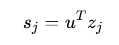 s_j = u^T z_j